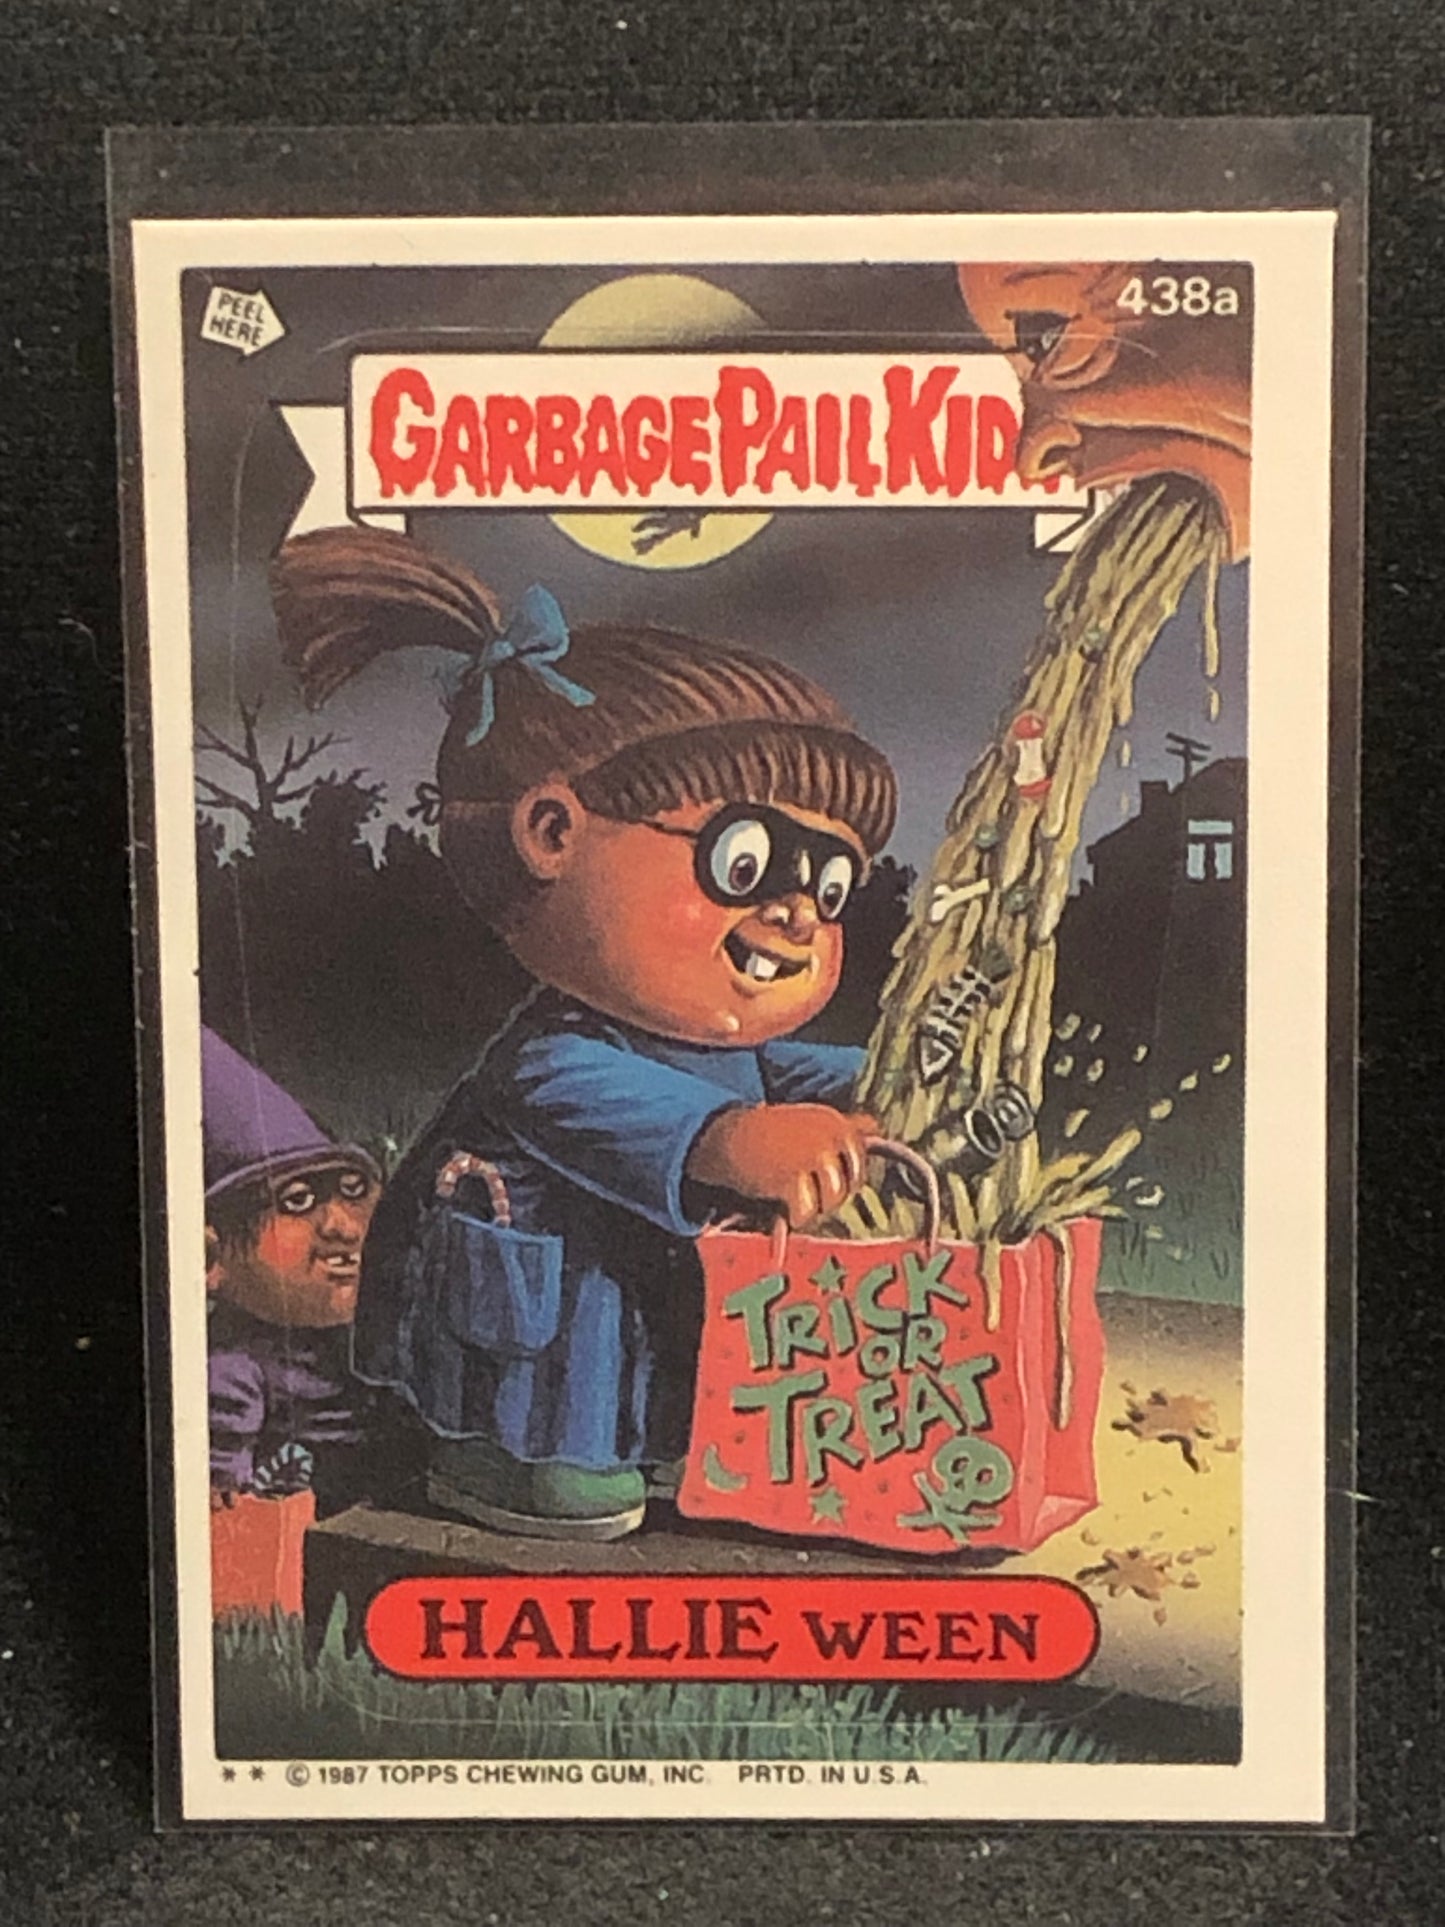 PEEL
HERE
438a
GARBAGE PAIL KID
TRICK
OR
TREAT
HALLIE WEEN
* * © 1987 TOPPS CHEWING GUM, INC. PRTD. IN U.S.A.